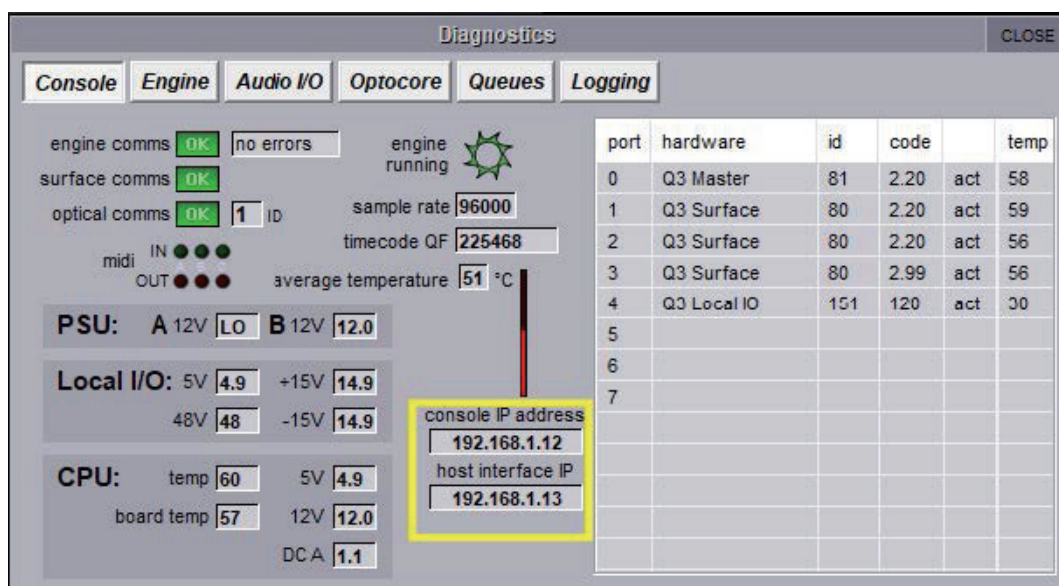 Diagnostics CLOSE
Console Engine Audio I/O Optocore Queues Logging
engine comms OK no errors
surface comms OK
optical comms OK 1 ID
midi IN
OUT
engine running
sample rate 96000
timecode QF 225468
average temperature 51 °C
PSU: A 12V LO B 12V 12.0
Local I/O: 5V 4.9 +15V 14.9
48V 48 -15V 14.9
CPU: temp 60 5V 4.9
board temp 57 12V 12.0
DC A 1.1
console IP address
192.168.1.12
host interface IP
192.168.1.13
port hardware id code temp
0 Q3 Master 81 2.20 act 58
1 Q3 Surface 80 2.20 act 59
2 Q3 Surface 80 2.20 act 56
3 Q3 Surface 80 2.99 act 56
4 Q3 Local IO 151 120 act 30
5
6
7